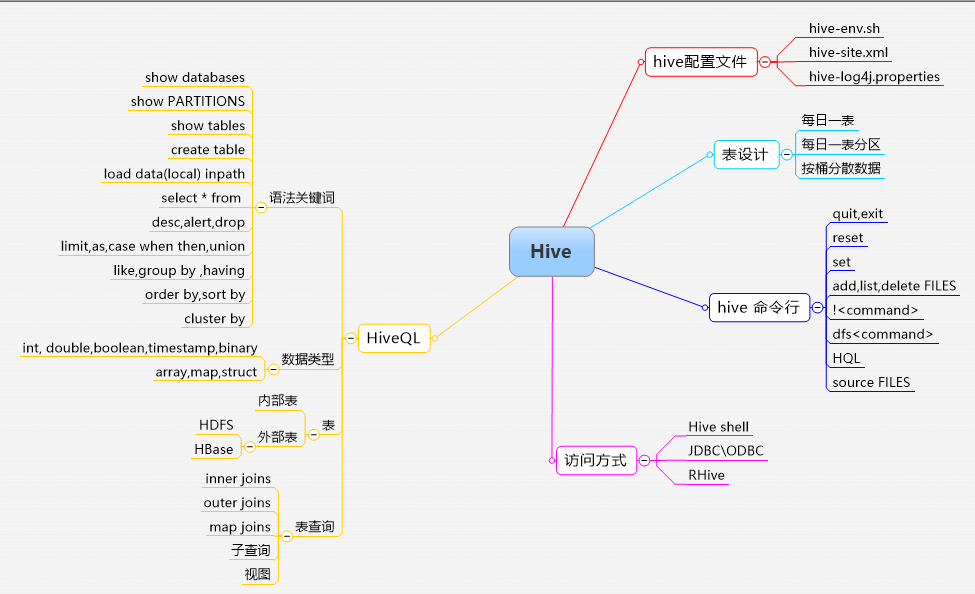 Hive
hive配置文件
hive-env.sh
hive-site.xml
hive-log4j.properties
表设计
每日一表
每日一表分区
按桶分散数据
hive 命令行
quit,exit
reset
set
add,list,delete FILES
!<command>
dfs<command>
HQL
source FILES
访问方式
Hive shell
JDBC\ODBC
RHive
HiveQL
语法关键词
show databases
show PARTITIONS
show tables
create table
load data(local) inpath
select * from
desc,alert,drop
limit,as,case when then,union
like,group by ,having
order by,sort by
cluster by
数据类型
int, double,boolean,timestamp,binary
array,map,struct
表
内部表
外部表
HDFS
HBase
表查询
inner joins
outer joins
map joins
子查询
视图